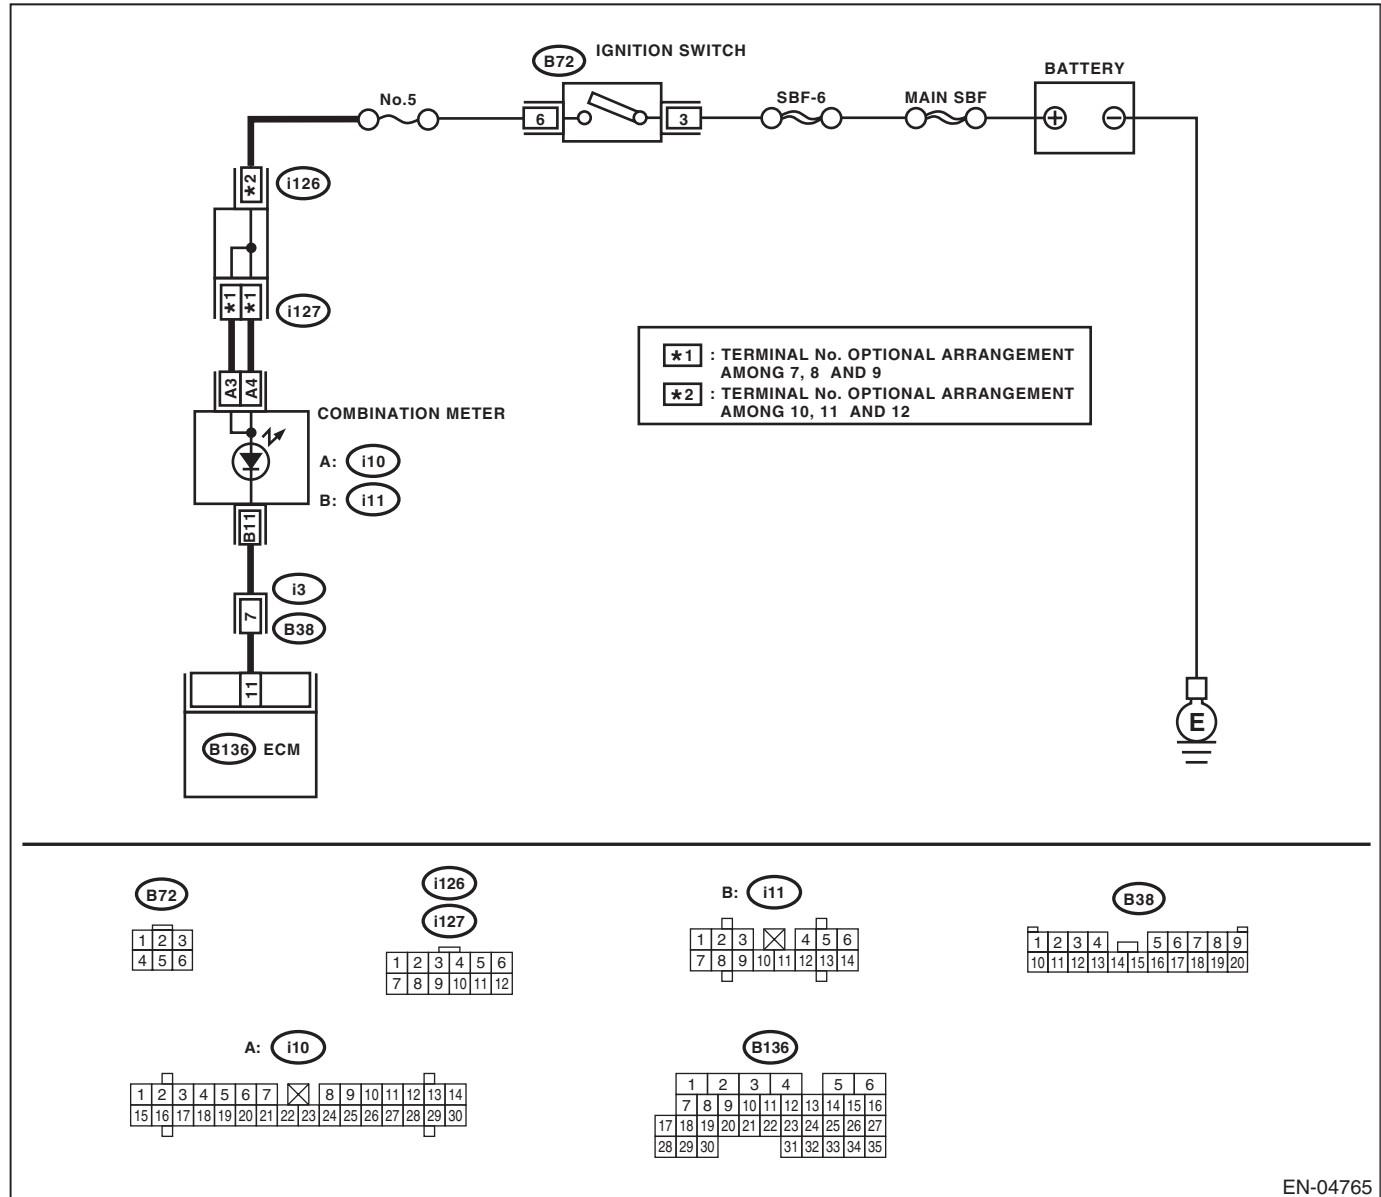 B72 IGNITION SWITCH
BATTERY
No.5
SBF-6
MAIN SBF
6
3
*2
i126
*1 *1
i127
A3 A4
COMBINATION METER
A: i10
B: i11
B11
i3
7
B38
11
B136 ECM
E
*1 : TERMINAL No. OPTIONAL ARRANGEMENT
AMONG 7, 8 AND 9
*2 : TERMINAL No. OPTIONAL ARRANGEMENT
AMONG 10, 11 AND 12
B72
1 2 3
4 5 6
i126
i127
1 2 3 4 5 6
7 8 9 10 11 12
B: i11
1 2 3 4 5 6
7 8 9 10 11 12 13 14
B38
1 2 3 4 5 6 7 8 9
10 11 12 13 14 15 16 17 18 19 20
A: i10
1 2 3 4 5 6 7 8 9 10 11 12 13 14
15 16 17 18 19 20 21 22 23 24 25 26 27 28 29 30
B136
1 2 3 4 5 6
7 8 9 10 11 12 13 14 15 16
17 18 19 20 21 22 23 24 25 26 27
28 29 30 31 32 33 34 35
EN-04765